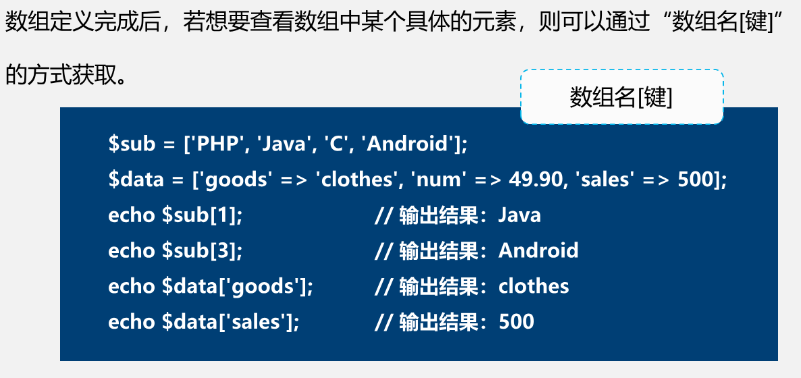 数组定义完成后，若想要查看数组中某个具体的元素，则可以通过“数组名[键]”
的方式获取。
数组名[键]
$sub = ['PHP', 'Java', 'C', 'Android'];
$data = ['goods' => 'clothes', 'num' => 49.90, 'sales' => 500];
echo $sub[1]; // 输出结果：Java
echo $sub[3]; // 输出结果：Android
echo $data['goods']; // 输出结果：clothes
echo $data['sales']; // 输出结果：500